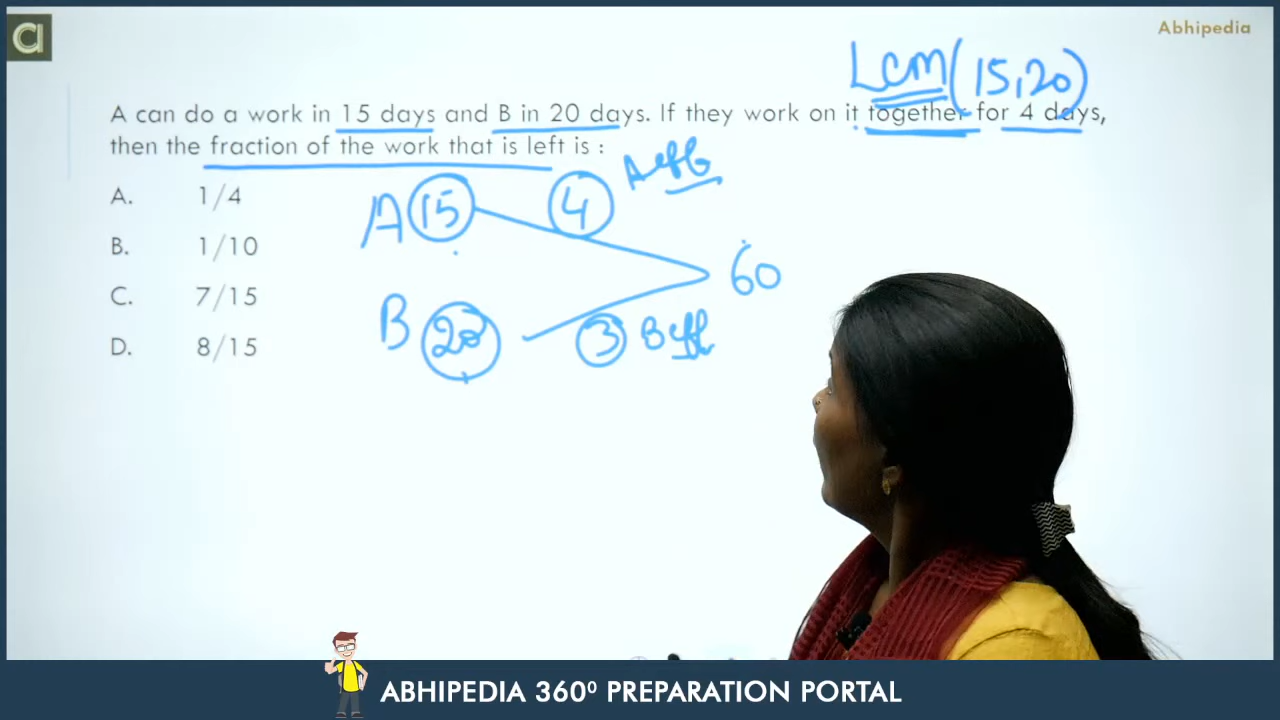 Abhipedia
Lcm (15,20)
A can do a work in 15 days and B in 20 days. If they work on it together for 4 days,
then the fraction of the work that is left is :
A. 1/4
B. 1/10
C. 7/15
D. 8/15
A 15 4 A eff
60
B 20 3 B eff
ABHIPEDIA 360⁰ PREPARATION PORTAL